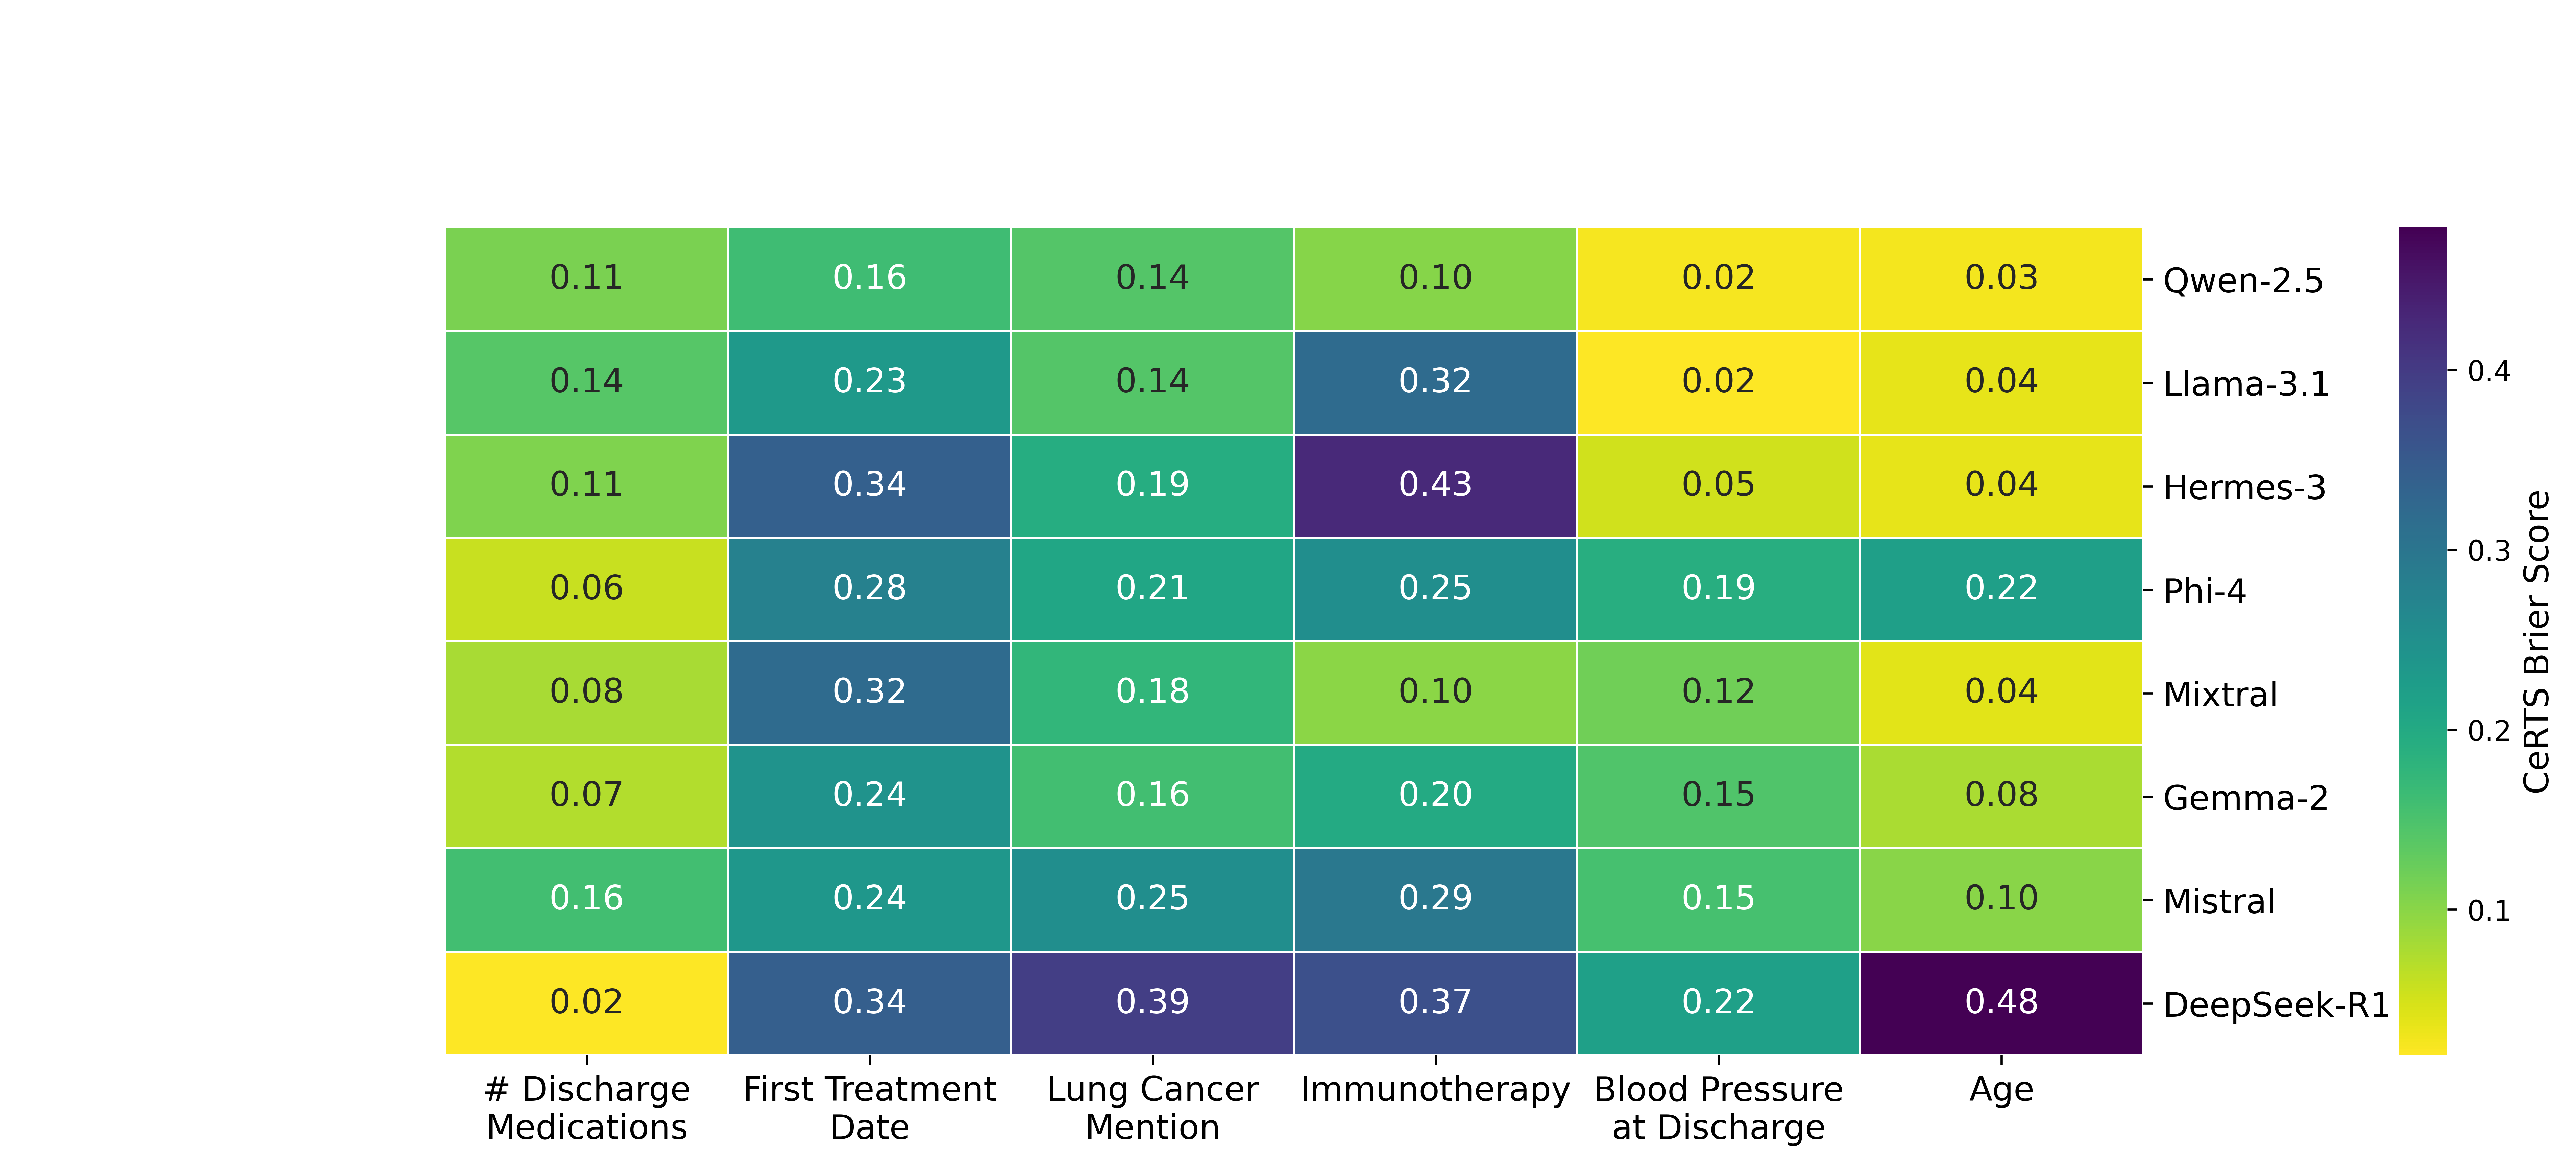 0.11 0.16 0.14 0.10 0.02 0.03 Qwen-2.5
0.14 0.23 0.14 0.32 0.02 0.04 Llama-3.1
0.11 0.34 0.19 0.43 0.05 0.04 Hermes-3
0.06 0.28 0.21 0.25 0.19 0.22 Phi-4
0.08 0.32 0.18 0.10 0.12 0.04 Mixtral
0.07 0.24 0.16 0.20 0.15 0.08 Gemma-2
0.16 0.24 0.25 0.29 0.15 0.10 Mistral
0.02 0.34 0.39 0.37 0.22 0.48 DeepSeek-R1
# Discharge
Medications
First Treatment
Date
Lung Cancer
Mention
Immunotherapy
Blood Pressure
at Discharge
Age
0.4
0.3
0.2
0.1
CeRTS Brier Score